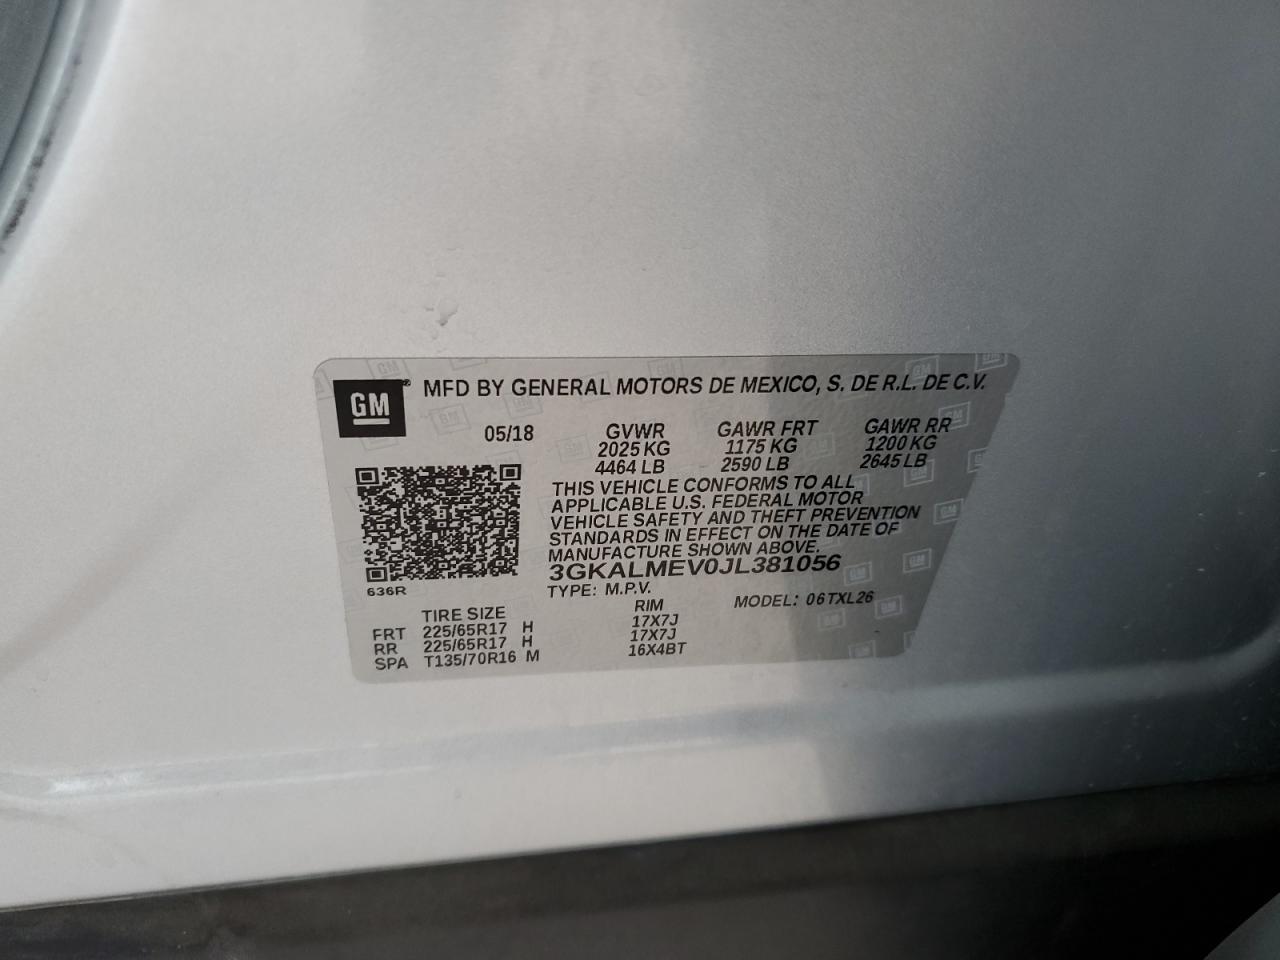 GM ® MFD BY GENERAL MOTORS DE MEXICO, S. DE R.L. DE C.V.
05/18 GVWR GAWR FRT GAWR RR
2025 KG 1175 KG 1200 KG
4464 LB 2590 LB 2645 LB
THIS VEHICLE CONFORMS TO ALL
APPLICABLE U.S. FEDERAL MOTOR
VEHICLE SAFETY AND THEFT PREVENTION
STANDARDS IN EFFECT ON THE DATE OF
MANUFACTURE SHOWN ABOVE.
3GKALMEV0JL381056
636R
TYPE: M.P.V. MODEL: 06TXL26
TIRE SIZE RIM
FRT 225/65R17 H 17X7J
RR 225/65R17 H 17X7J
SPA T135/70R16 M 16X4BT